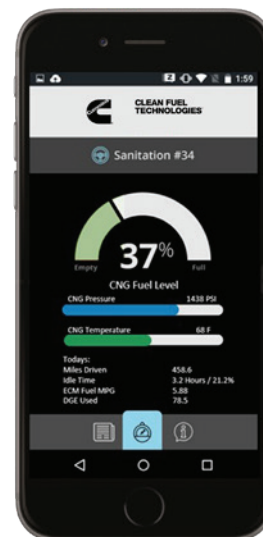 Z 1:59
CLEAN FUEL
TECHNOLOGIES
Sanitation #34
37%
Empty Full
CNG Fuel Level
CNG Pressure 1438 PSI
CNG Temperature 68 F
Todays:
Miles Driven 458.6
Idle Time 3.2 Hours / 21.2%
ECM Fuel MPG 5.88
DGE Used 78.5